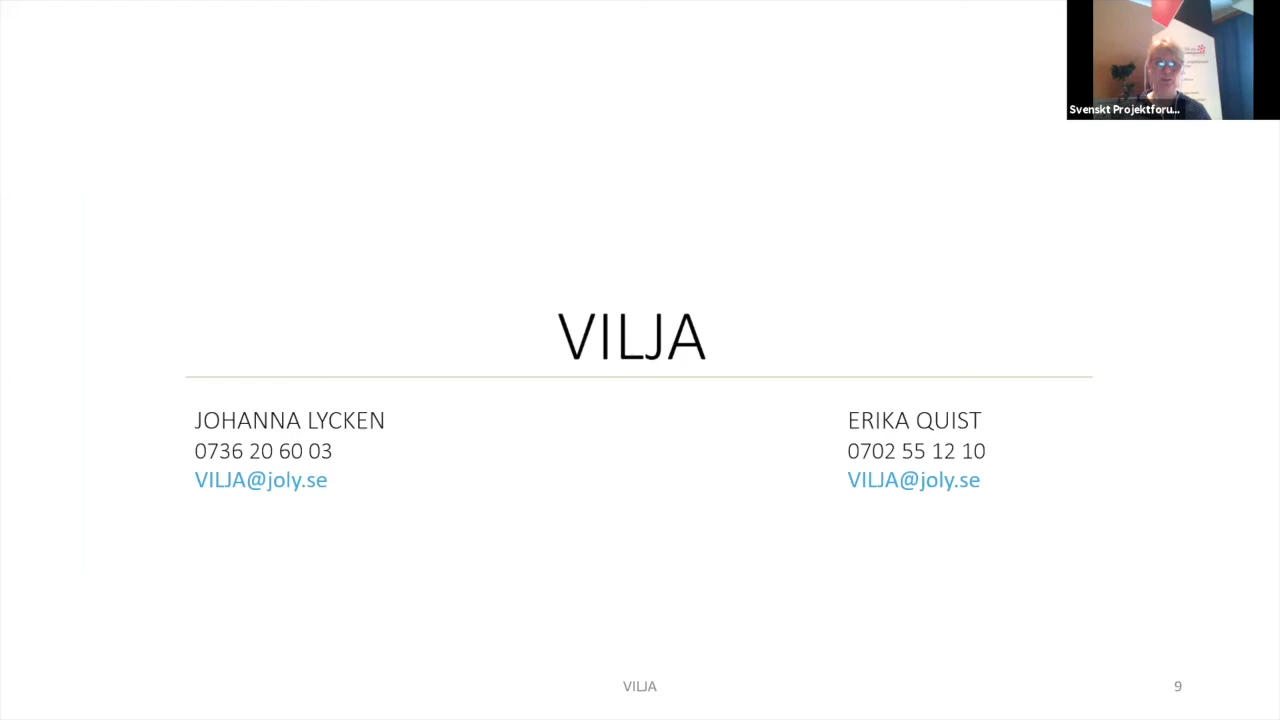 Svenskt Projektforu...
VILJA
JOHANNA LYCKEN
0736 20 60 03
VILJA@joly.se
ERIKA QUIST
0702 55 12 10
VILJA@joly.se
VILJA
9